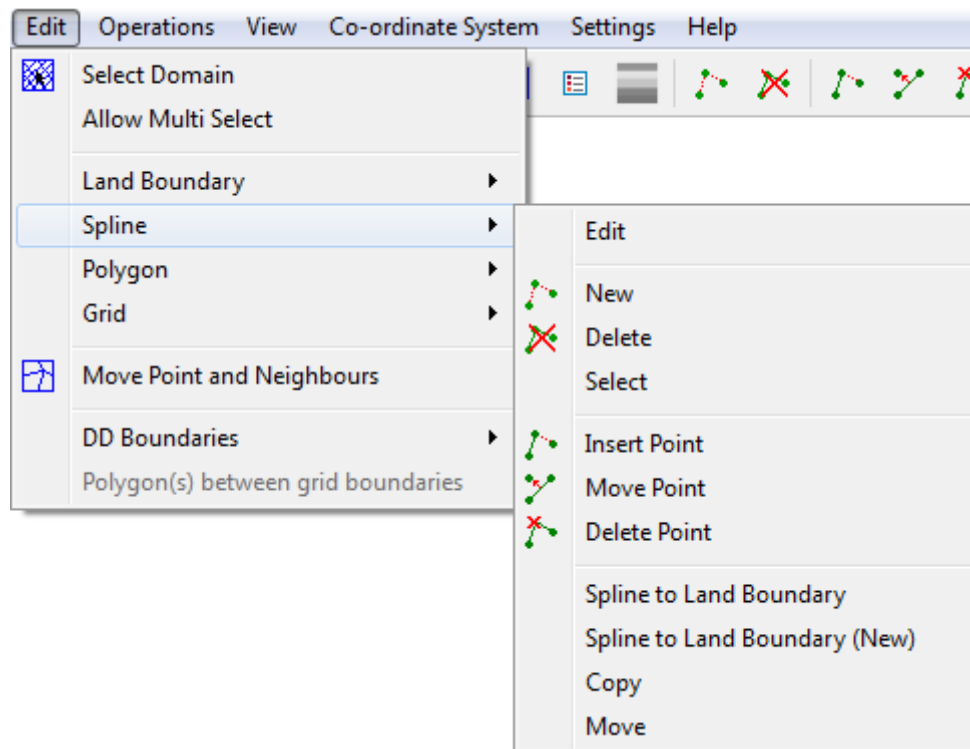 Edit Operations View Co-ordinate System Settings Help
Select Domain
Allow Multi Select
Land Boundary
Spline
Polygon
Grid
Move Point and Neighbours
DD Boundaries
Polygon(s) between grid boundaries
Edit
New
Delete
Select
Insert Point
Move Point
Delete Point
Spline to Land Boundary
Spline to Land Boundary (New)
Copy
Move